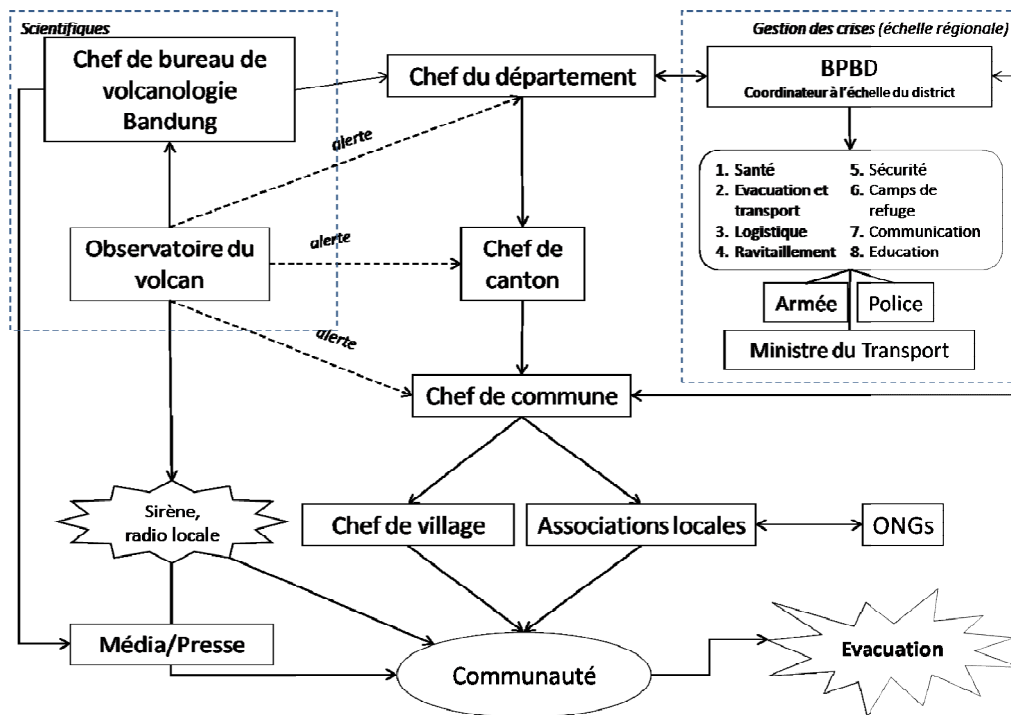 Scientifiques
Chef de bureau de
volcanologie
Bandung
Chef du département
Gestion des crises (échelle régionale)
BPBD
Coordinateur à l'échelle du district
alerte
1. Santé
2. Evacuation et
transport
3. Logistique
4. Ravitaillement
5. Sécurité
6. Camps de
refuge
7. Communication
8. Education
Observatoire du
volcan
alerte
Chef de
canton
Armée
Police
Ministre du Transport
alerte
Chef de commune
Sirène,
radio locale
Chef de village
Associations locales
ONGs
Média/Presse
Communauté
Evacuation